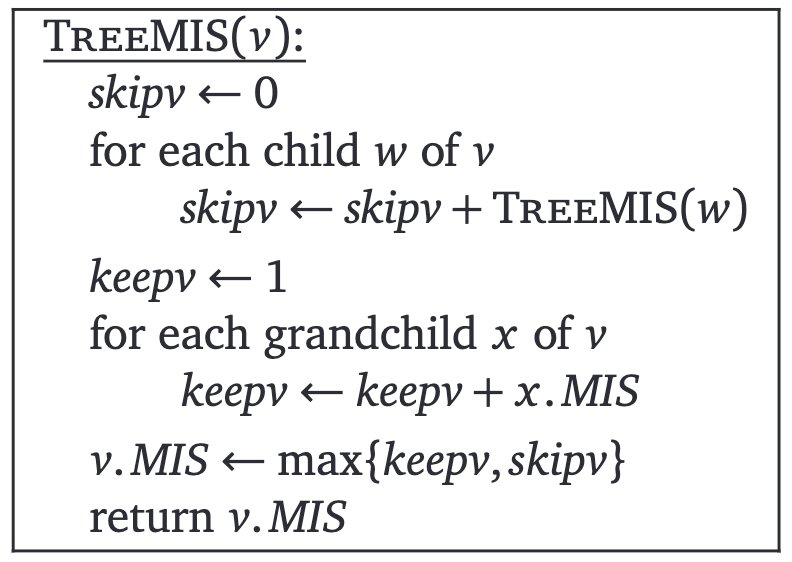 TREEMIS(v):
skipv ← 0
for each child w of v
skipv ← skipv + TREEMIS(w)
keepv ← 1
for each grandchild x of v
keepv ← keepv + x.MIS
v.MIS ← max{keepv, skipv}
return v.MIS